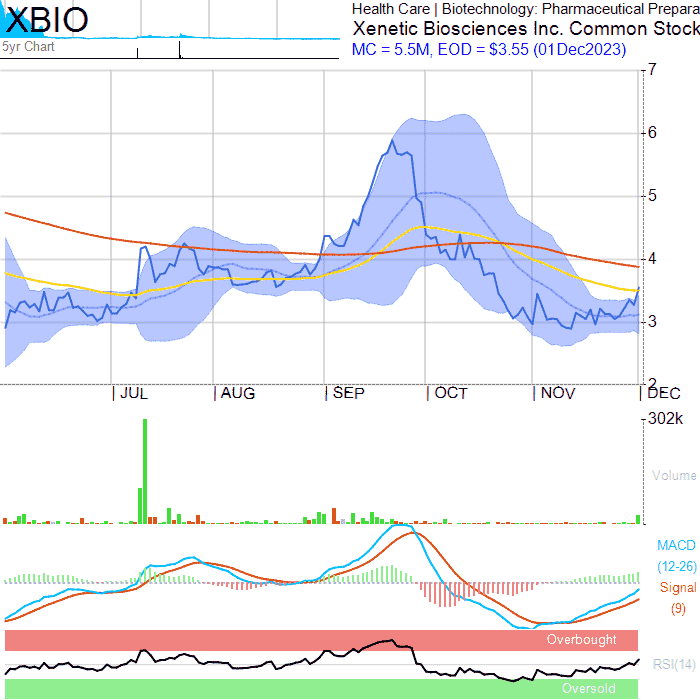 XBIO
5yr Chart
Health Care | Biotechnology: Pharmaceutical Prepara
Xenetic Biosciences Inc. Common Stock
MC = 5.5M, EOD = $3.55 (01Dec2023)
7
6
5
4
3
2
JUL AUG SEP OCT NOV DEC
302k
Volume
MACD
(12-26)
Signal
(9)
Overbought
RSI(14)
Oversold